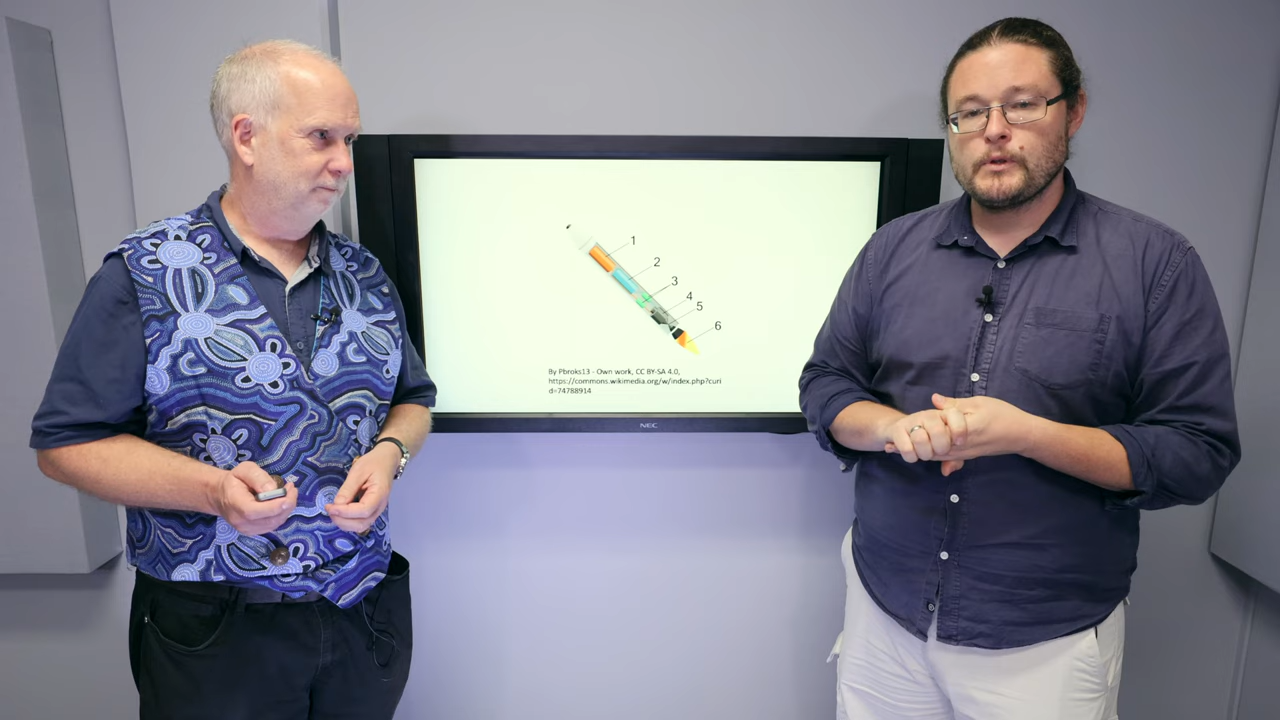 1
2
3
4
5
6
By Pbroks13 - Own work, CC BY-SA 4.0,
https://commons.wikimedia.org/w/index.php?curi
d=74788914
NEC